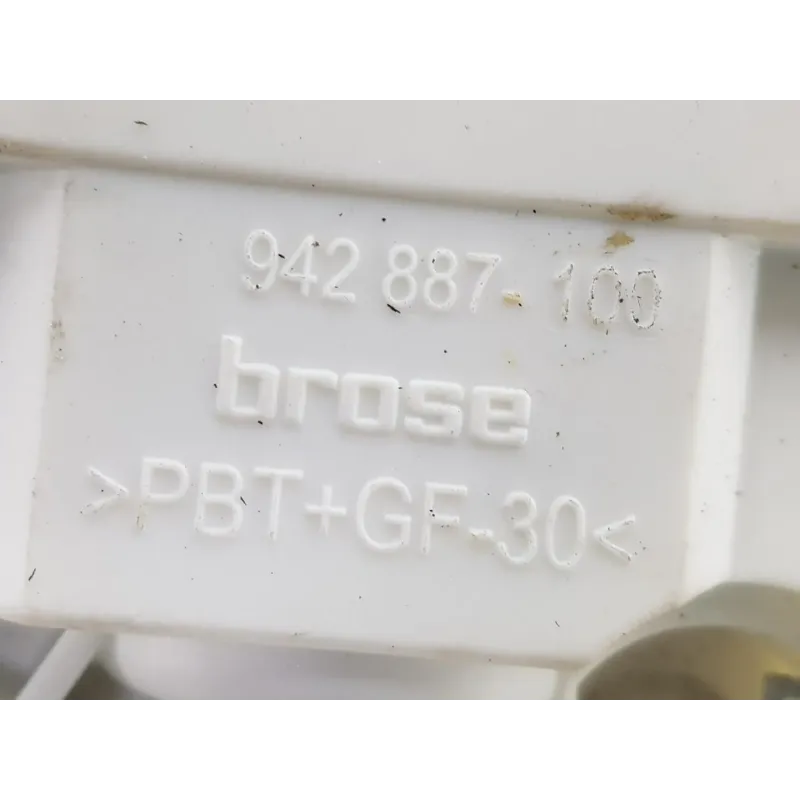 942 887-100
brose
>PBT+GF-30<